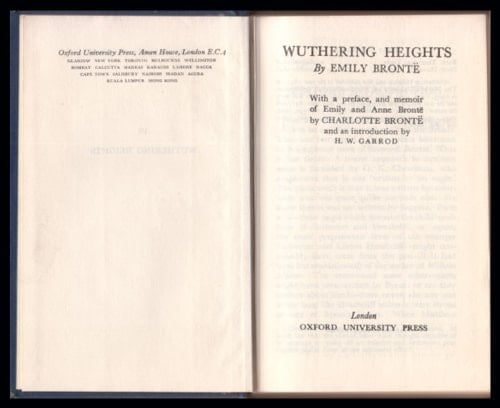 Oxford University Press, Amen House, London E.C.4
GLASGOW NEW YORK TORONTO MELBOURNE WELLINGTON
BOMBAY CALCUTTA MADRAS KARACHI LAHORE DACCA
CAPE TOWN SALISBURY NAIROBI IBADAN ACCRA
KUALA LUMPUR HONG KONG
WUTHERING HEIGHTS
By EMILY BRONTË
With a preface, and memoir
of Emily and Anne Brontë
by CHARLOTTE BRONTË
and an introduction by
H. W. GARROD
London
OXFORD UNIVERSITY PRESS